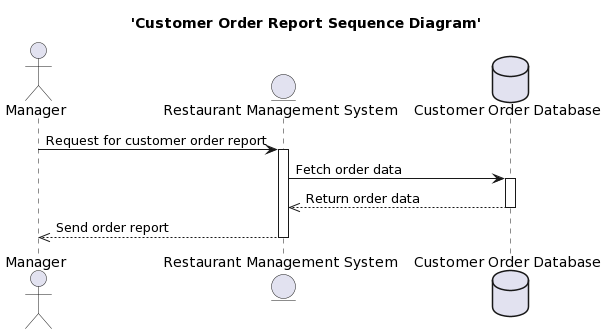 'Customer Order Report Sequence Diagram'
Manager
Restaurant Management System
Customer Order Database
Request for customer order report
Fetch order data
Return order data
Send order report
Manager
Restaurant Management System
Customer Order Database